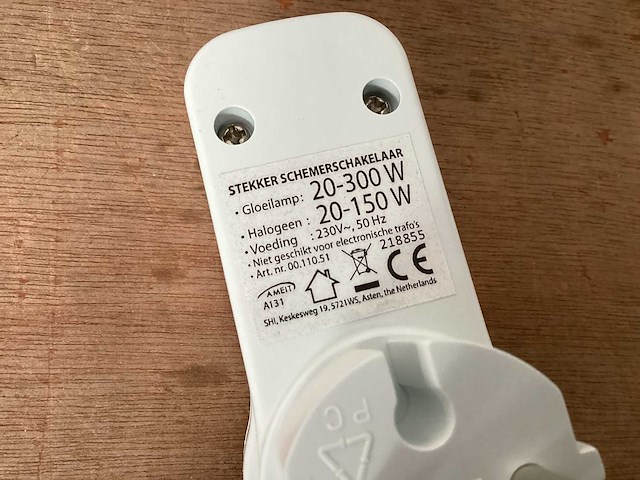 STEKKER SCHEMERSCHAKELAAR
• Gloeilamp: 20-300 W
• Halogeen : 20-150 W
• Voeding : 230V~, 50 Hz
• Niet geschikt voor electronische trafo's
• Art. nr. 00.110.51 218855
AMEIT
A131
CE
SHI, Keskesweg 19, 5721WS, Asten, the Netherlands
PC